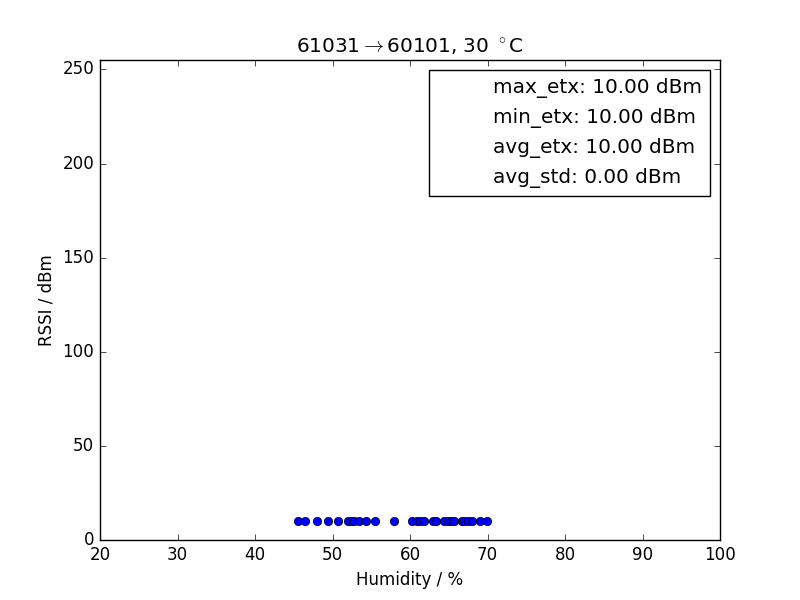 61031→60101, 30 °C
max_etx: 10.00 dBm
min_etx: 10.00 dBm
avg_etx: 10.00 dBm
avg_std: 0.00 dBm
250
200
150
100
50
0
RSSI / dBm
20 30 40 50 60 70 80 90 100
Humidity / %